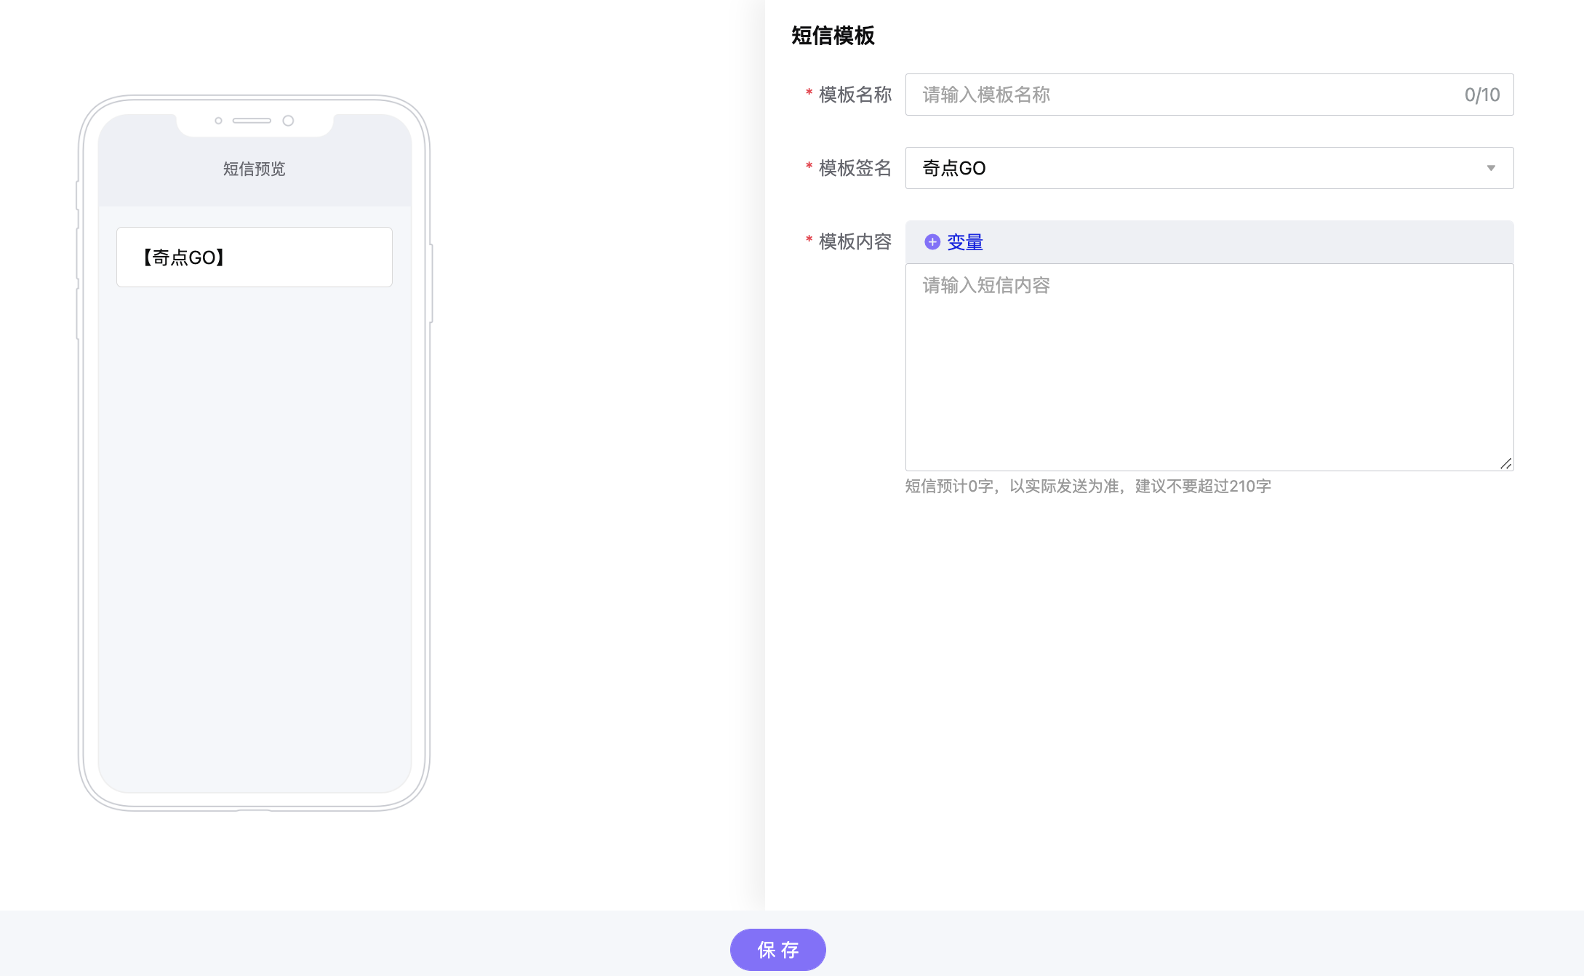 短信预览
【奇点GO】
短信模板
* 模板名称 请输入模板名称 0/10
* 模板签名 奇点GO
* 模板内容 变量
请输入短信内容
短信预计0字，以实际发送为准，建议不要超过210字
保 存